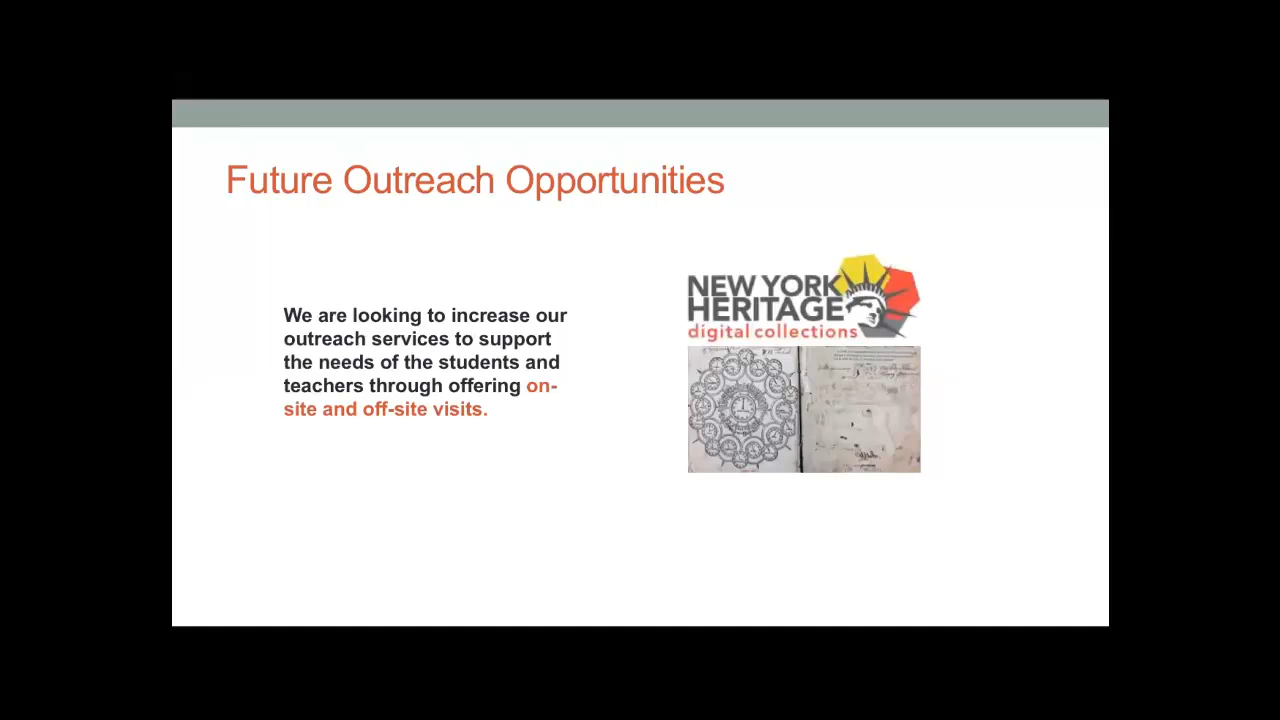 Future Outreach Opportunities
We are looking to increase our
outreach services to support
the needs of the students and
teachers through offering on-
site and off-site visits.
NEW YORK
HERITAGE
digital collections